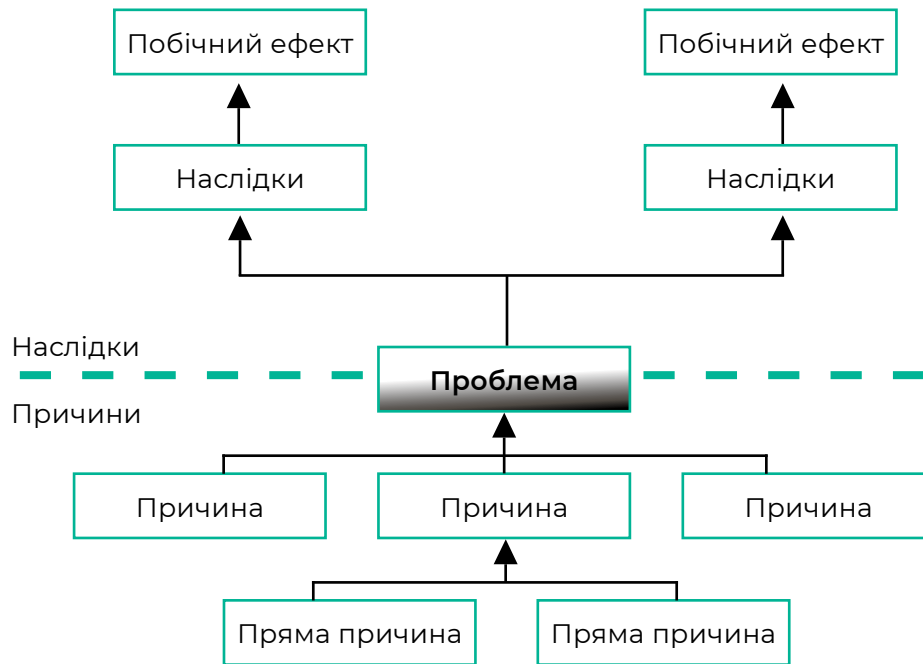 Побічний ефект
Побічний ефект
Наслідки
Наслідки
Наслідки
Проблема
Причини
Причина
Причина
Причина
Пряма причина
Пряма причина